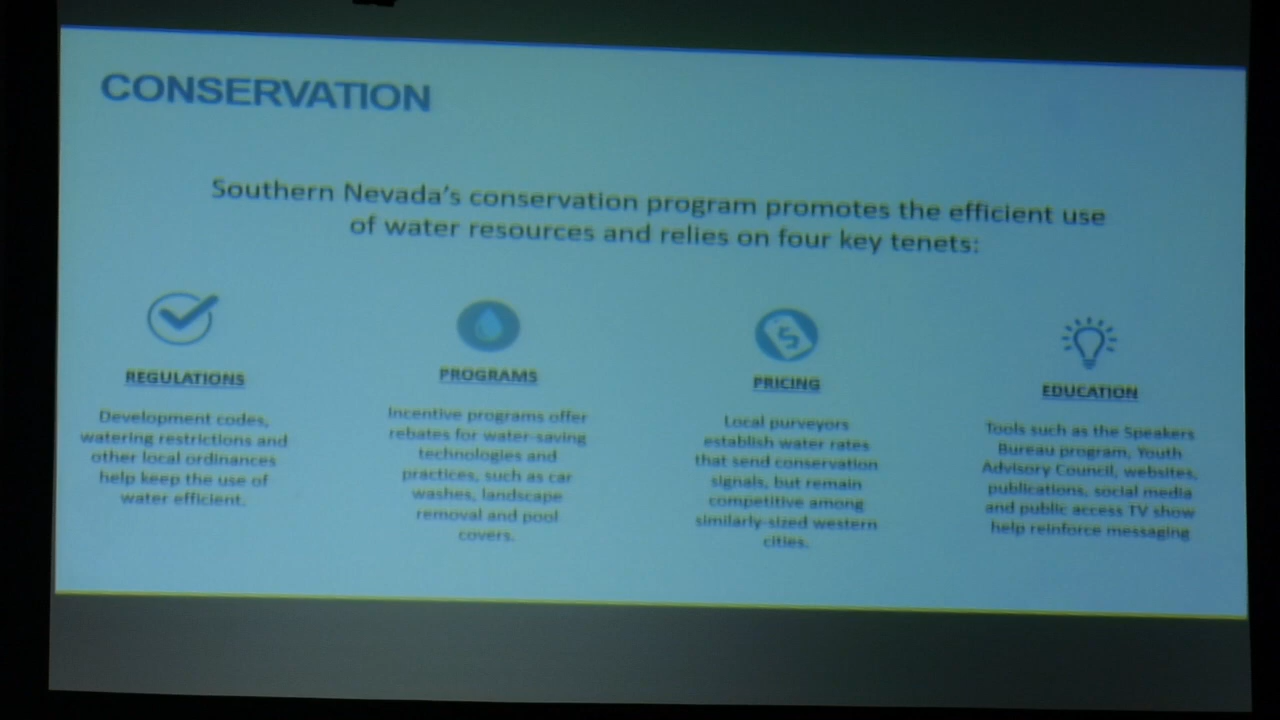 CONSERVATION
Southern Nevada's conservation program promotes the efficient use
of water resources and relies on four key tenets:
REGULATIONS
Development codes,
watering restrictions and
other local ordinances
help keep the use of
water efficient.
PROGRAMS
Incentive programs offer
rebates for water-saving
technologies and
practices, such as car
washes, landscape
removal and pool
covers.
PRICING
Local purveyors
establish water rates
that send conservation
signals, but remain
competitive among
similarly-sized western
cities.
EDUCATION
Tools such as the Speakers
Bureau program, Youth
Advisory Council, websites,
publications, social media
and public access TV show
help reinforce messaging